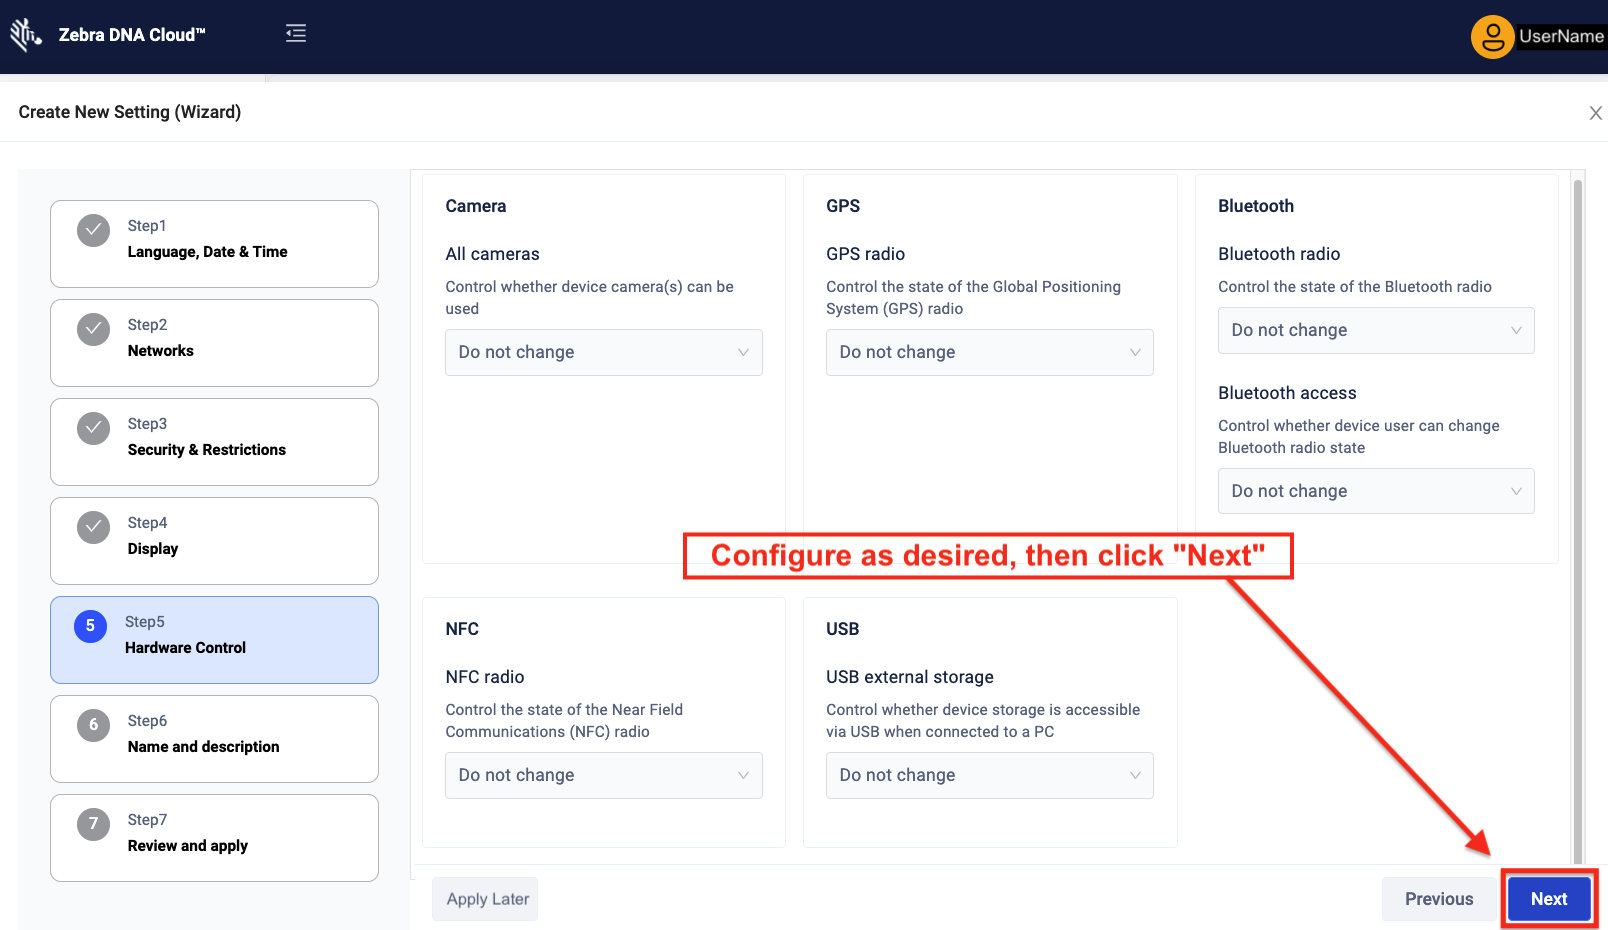 Zebra DNA Cloud™
UserName
Create New Setting (Wizard)
Step1
Language, Date & Time
Step2
Networks
Step3
Security & Restrictions
Step4
Display
5
Step5
Hardware Control
6
Step6
Name and description
7
Step7
Review and apply
Camera
All cameras
Control whether device camera(s) can be
used
Do not change
GPS
GPS radio
Control the state of the Global Positioning
System (GPS) radio
Do not change
Bluetooth
Bluetooth radio
Control the state of the Bluetooth radio
Do not change
Bluetooth access
Control whether device user can change
Bluetooth radio state
Do not change
Configure as desired, then click "Next"
NFC
NFC radio
Control the state of the Near Field
Communications (NFC) radio
Do not change
USB
USB external storage
Control whether device storage is accessible
via USB when connected to a PC
Do not change
Apply Later
Previous
Next